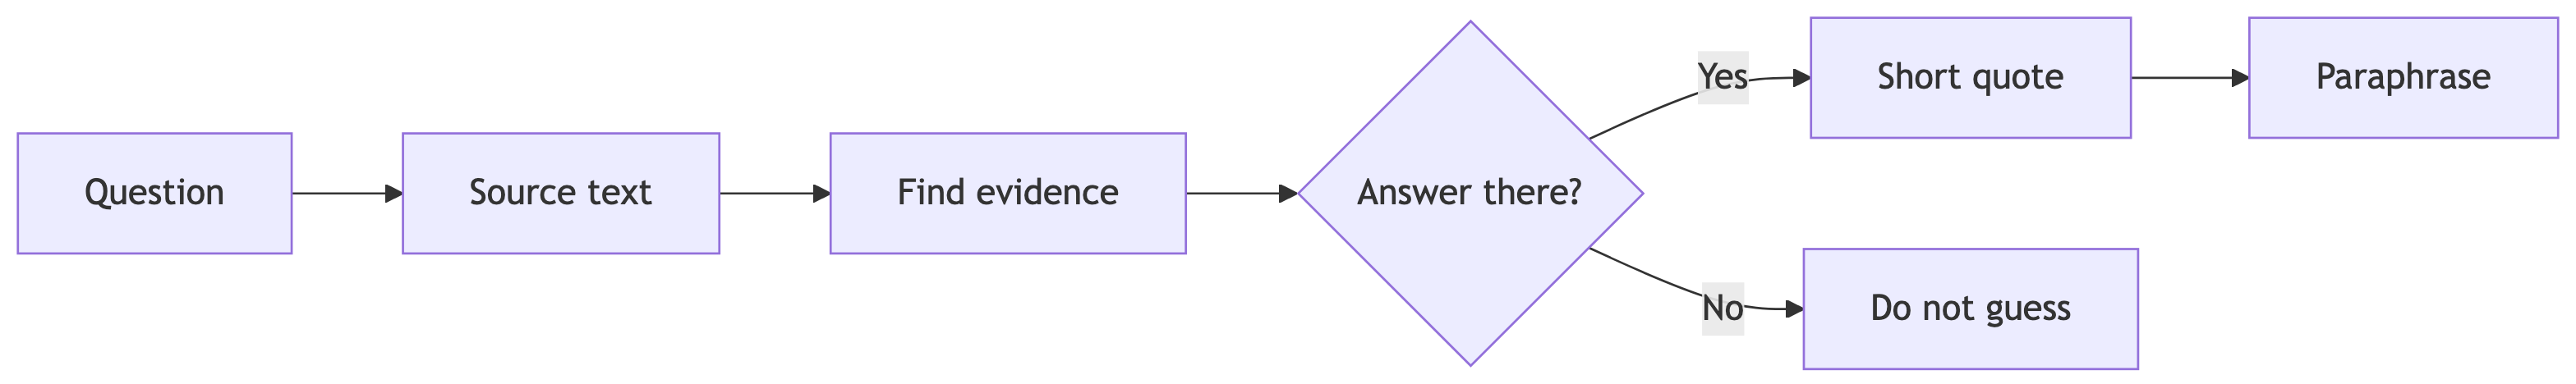 Question
Source text
Find evidence
Answer there?
Yes
Short quote
Paraphrase
No
Do not guess